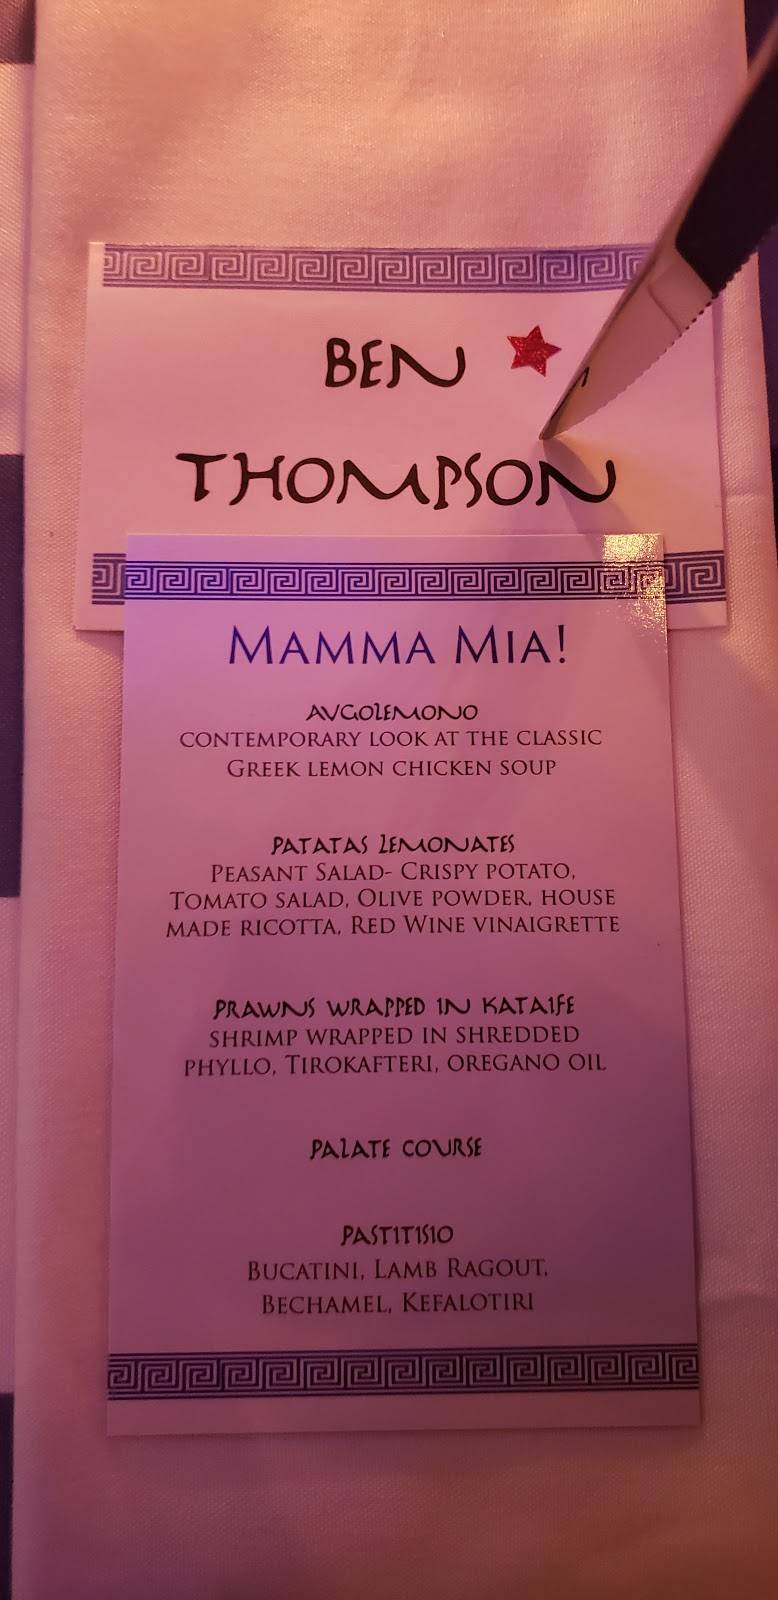 BEN
THOMPSON
MAMMA MIA!
AVGOLEMONO
CONTEMPORARY LOOK AT THE CLASSIC
GREEK LEMON CHICKEN SOUP
PATATAS LEMONATES
PEASANT SALAD- CRISPY POTATO,
TOMATO SALAD, OLIVE POWDER, HOUSE
MADE RICOTTA, RED WINE VINAIGRETTE
PRAWNS WRAPPED IN KATAIFE
SHRIMP WRAPPED IN SHREDDED
PHYLLO, TIROKAFTERI, OREGANO OIL
PALATE COURSE
PASTITISIO
BUCATINI, LAMB RAGOUT,
BECHAMEL, KEFALOTIRI